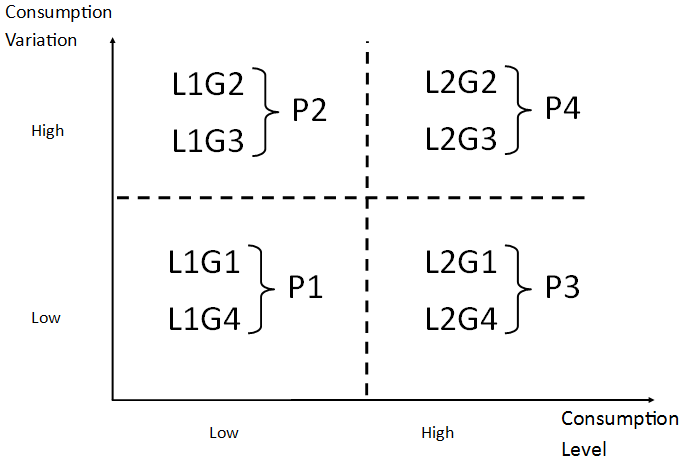 Consumption
Variation
L1G2
L1G3
P2
L2G2
L2G3
P4
High
L1G1
L1G4
P1
L2G1
L2G4
P3
Low
Low
High
Consumption
Level